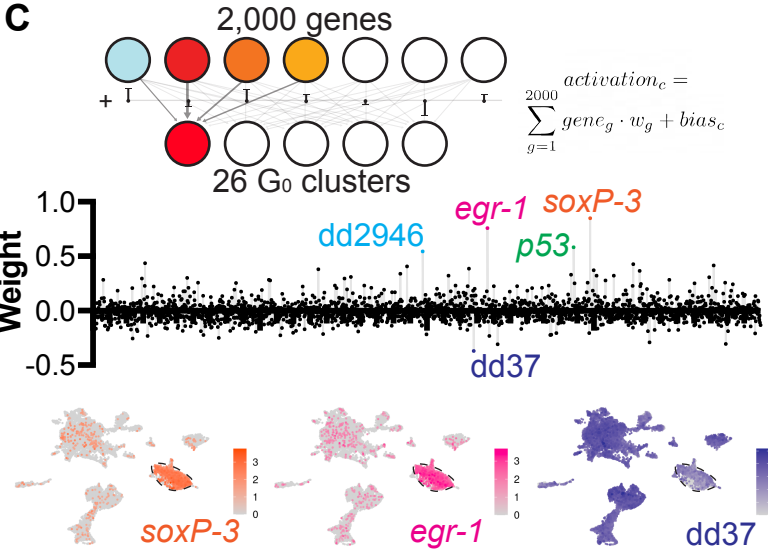 C
2,000 genes
+
26 G₀ clusters
activation_c =
2000
∑ gene_g · w_g + bias_c
g=1
Weight
1.0
0.5
0.0
-0.5
dd2946
egr-1
soxP-3
p53
dd37
3
2
1
0
soxP-3
3
2
1
0
egr-1
dd37